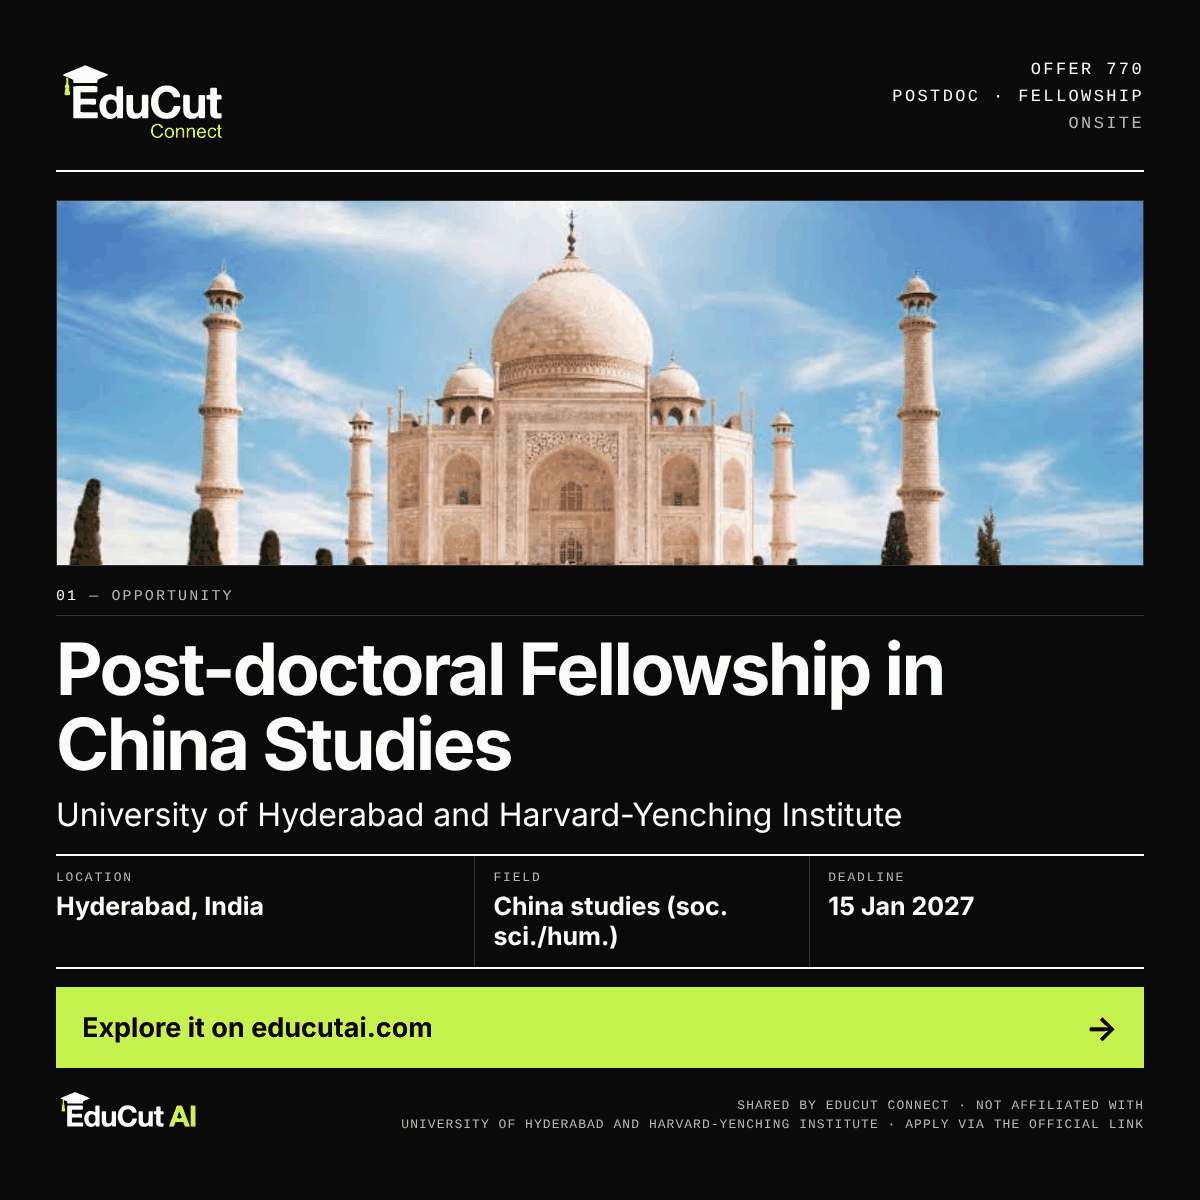 EduCut
Connect
OFFER 770
POSTDOC · FELLOWSHIP
ONSITE
01 — OPPORTUNITY
Post-doctoral Fellowship in
China Studies
University of Hyderabad and Harvard-Yenching Institute
LOCATION
Hyderabad, India
FIELD
China studies (soc.
sci./hum.)
DEADLINE
15 Jan 2027
Explore it on educutai.com →
EduCut AI
SHARED BY EDUCUT CONNECT · NOT AFFILIATED WITH
UNIVERSITY OF HYDERABAD AND HARVARD-YENCHING INSTITUTE · APPLY VIA THE OFFICIAL LINK